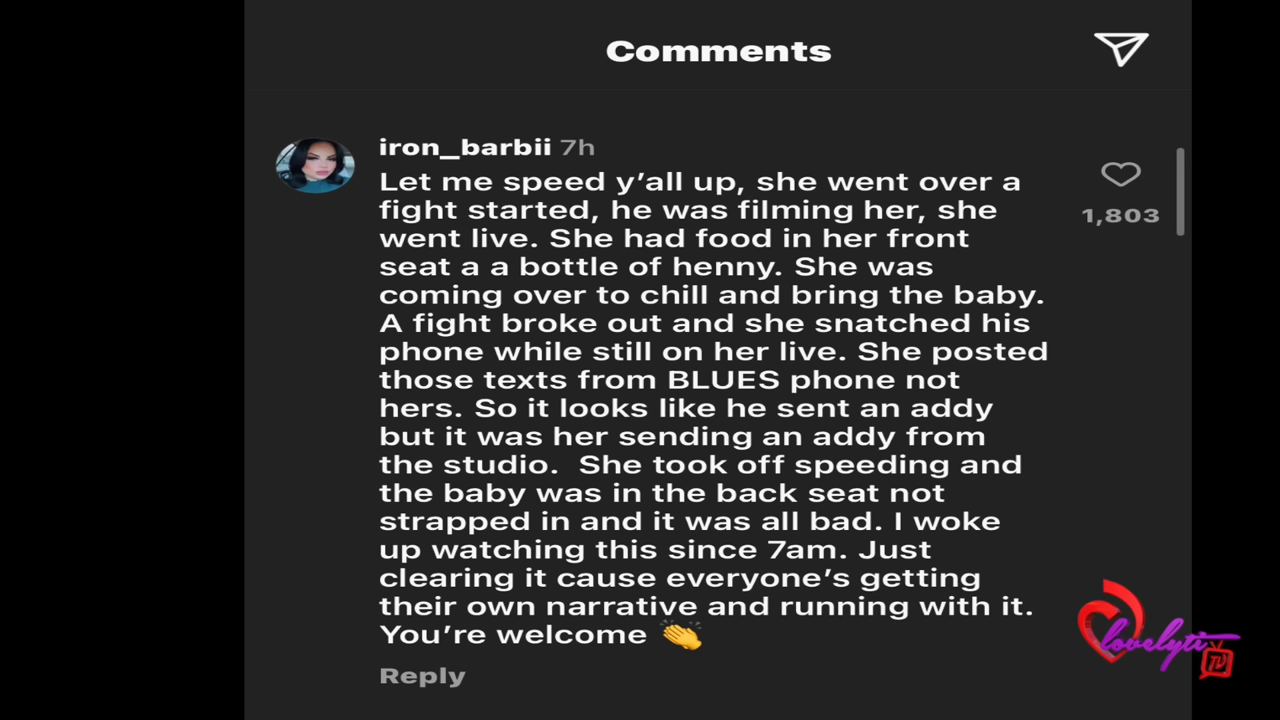 Comments
iron_barbii 7h
Let me speed y’all up, she went over a
fight started, he was filming her, she
went live. She had food in her front
seat a a bottle of henny. She was
coming over to chill and bring the baby.
A fight broke out and she snatched his
phone while still on her live. She posted
those texts from BLUES phone not
hers. So it looks like he sent an addy
but it was her sending an addy from
the studio.  She took off speeding and
the baby was in the back seat not
strapped in and it was all bad. I woke
up watching this since 7am. Just
clearing it cause everyone’s getting
their own narrative and running with it.
You’re welcome 👏
1,803
Reply
lovelyti
TV